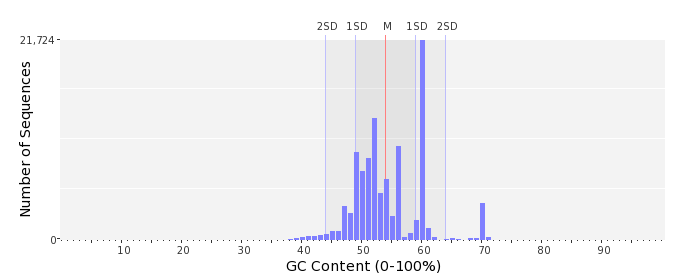 2SD 1SD M 1SD 2SD
21,724
Number of Sequences
0
10 20 30 40 50 60 70 80 90
GC Content (0-100%)